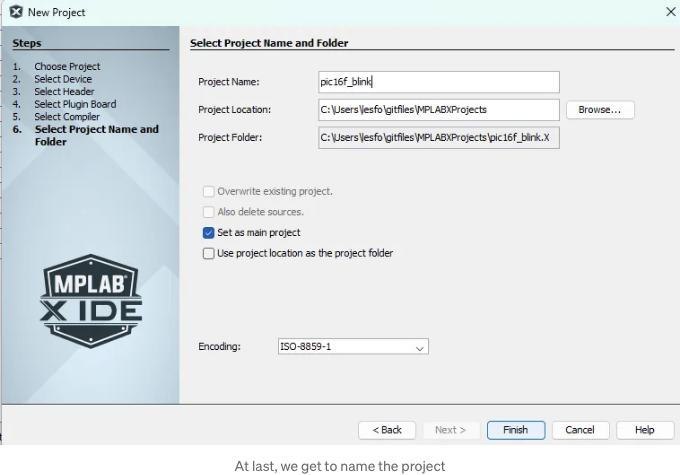 New Project
Steps
1. Choose Project
2. Select Device
3. Select Header
4. Select Plugin Board
5. Select Compiler
6. Select Project Name and
Folder
MPLAB®
X IDE
Select Project Name and Folder
Project Name: pic16f_blink
Project Location: C:\Users\lesfo\gitfiles\MPLABXProjects Browse...
Project Folder: C:\Users\lesfo\gitfiles\MPLABXProjects\pic16f_blink.X
Overwrite existing project.
Also delete sources.
Set as main project
Use project location as the project folder
Encoding: ISO-8859-1
< Back Next > Finish Cancel Help
At last, we get to name the project